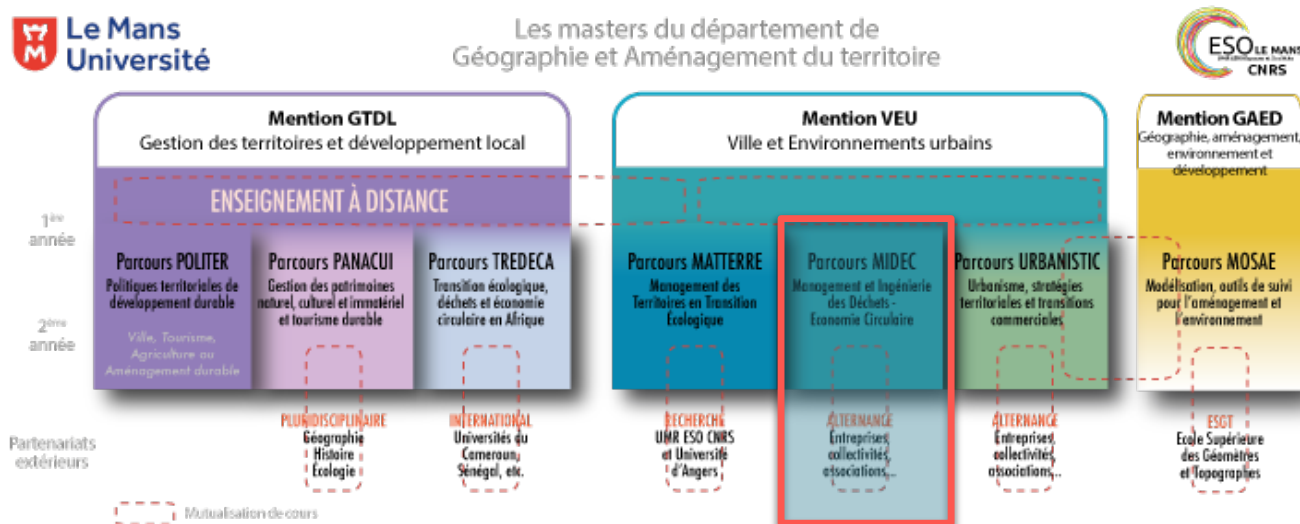 Le Mans
Université
Les masters du département de
Géographie et Aménagement du territoire
ESO LE MANS
CNRS
Mention GTDL
Gestion des territoires et développement local
Mention VEU
Ville et Environnements urbains
Mention GAED
Géographie, aménagement,
environnement et
développement
ENSEIGNEMENT À DISTANCE
1ère
année
2ème
année
Parcours POLITER
Politiques territoriales de
développement durable
Ville, Tourisme,
Agriculture ou
Aménagement durable
Parcours PANACUI
Gestion des patrimoines
naturel, culturel et immatériel
et tourisme durable
Parcours TREDECA
Transition écologique,
déchets et économie
circulaire en Afrique
Parcours MATTERRE
Management des
Territoires en Transition
Écologique
Parcours MIDEC
Management et Ingénierie
des Déchets -
Economie Circulaire
Parcours URBANISTIC
Urbanisme, stratégies
territoriales et transitions
commerciales
Parcours MOSAE
Modélisation, outils de suivi
pour l'aménagement et
l'environnement
Partenariats
extérieurs
PLURIDISCIPLINAIRE
Géographie
Histoire
Écologie
INTERNATIONAL
Universités du
Cameroun,
Sénégal, etc.
RECHERCHE
UMR ESO CNRS
et Université
d'Angers
ALTERNANCE
Entreprises,
collectivités,
associations,...
ALTERNANCE
Entreprises,
collectivités,
associations,...
ESGT
Ecole Supérieure
des Géomètres
et Topographes
Mutualisation de cours